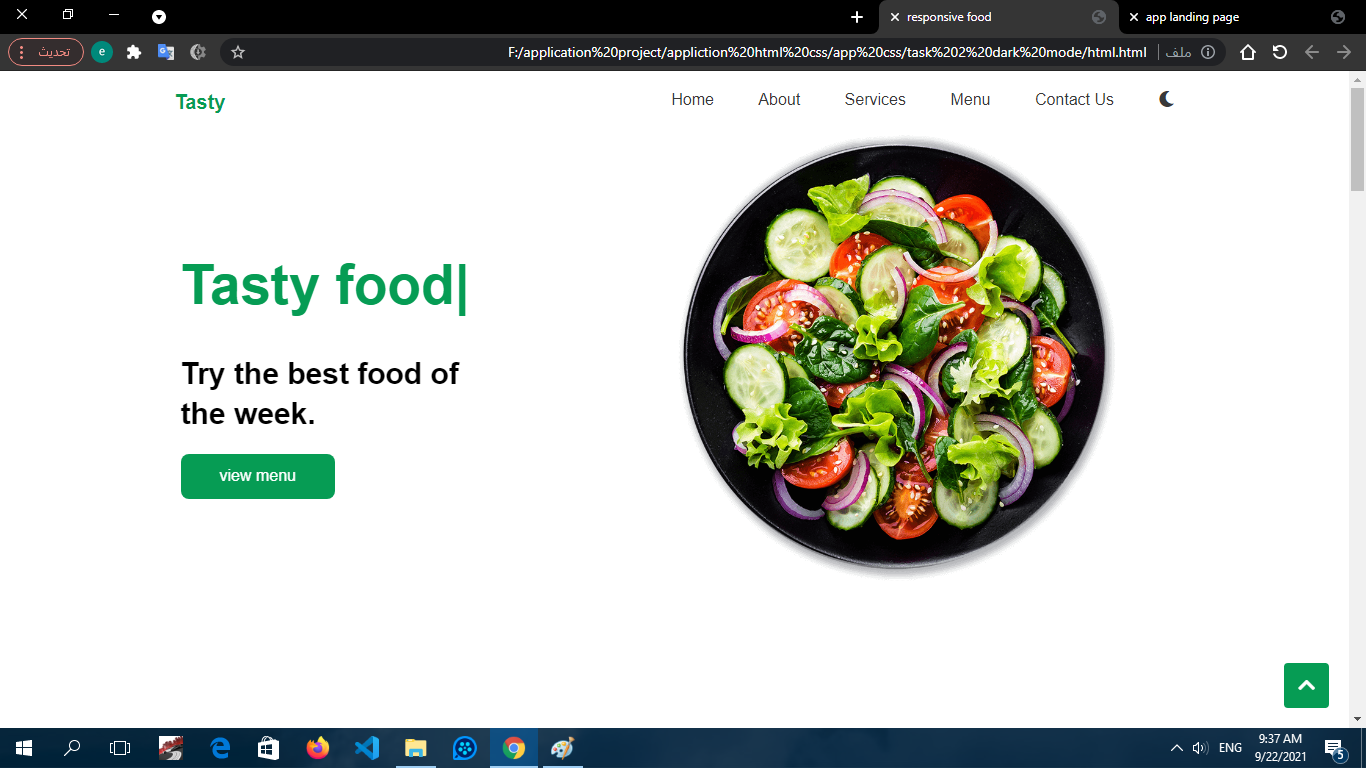 responsive food
app landing page
تحديث
e
F:/application%20project/appliction%20html%20css/app%20css/task%202%20dark%20mode/html.html
ملف
Tasty
Home
About
Services
Menu
Contact Us
Tasty food|
Try the best food of
the week.
view menu
ENG
9:37 AM
9/22/2021
5